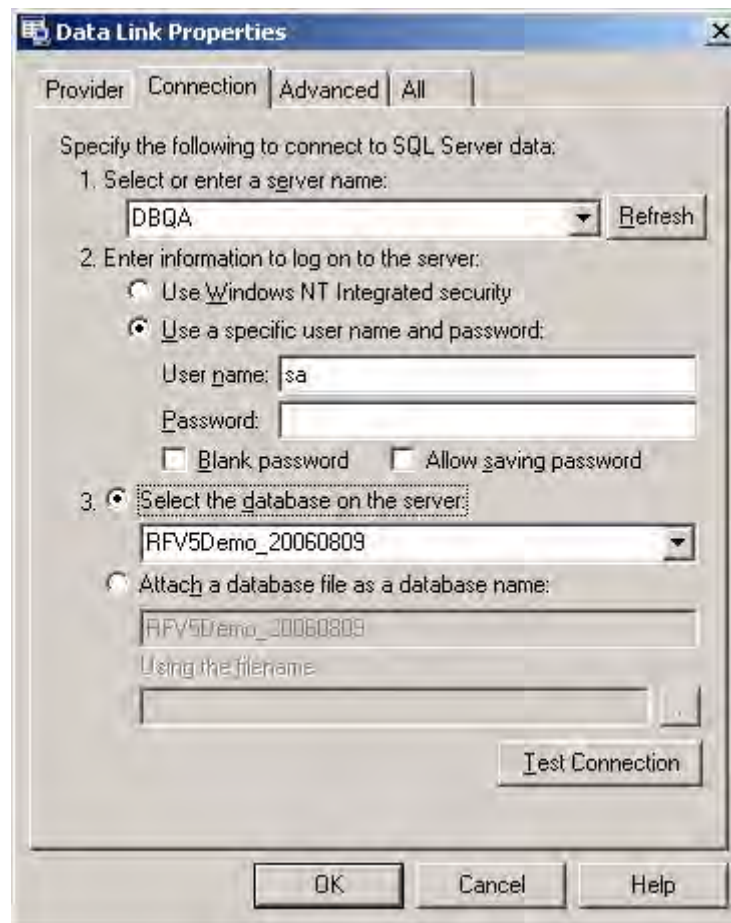 Data Link Properties
Provider Connection Advanced All
Specify the following to connect to SQL Server data:
1. Select or enter a server name:
DBQA Refresh
2. Enter information to log on to the server:
Use Windows NT Integrated security
Use a specific user name and password:
User name: sa
Password:
Blank password Allow saving password
3. Select the database on the server:
RFV5Demo_20060809
Attach a database file as a database name:
RFV5Demo_20060809
Using the filename
...
Test Connection
OK Cancel Help